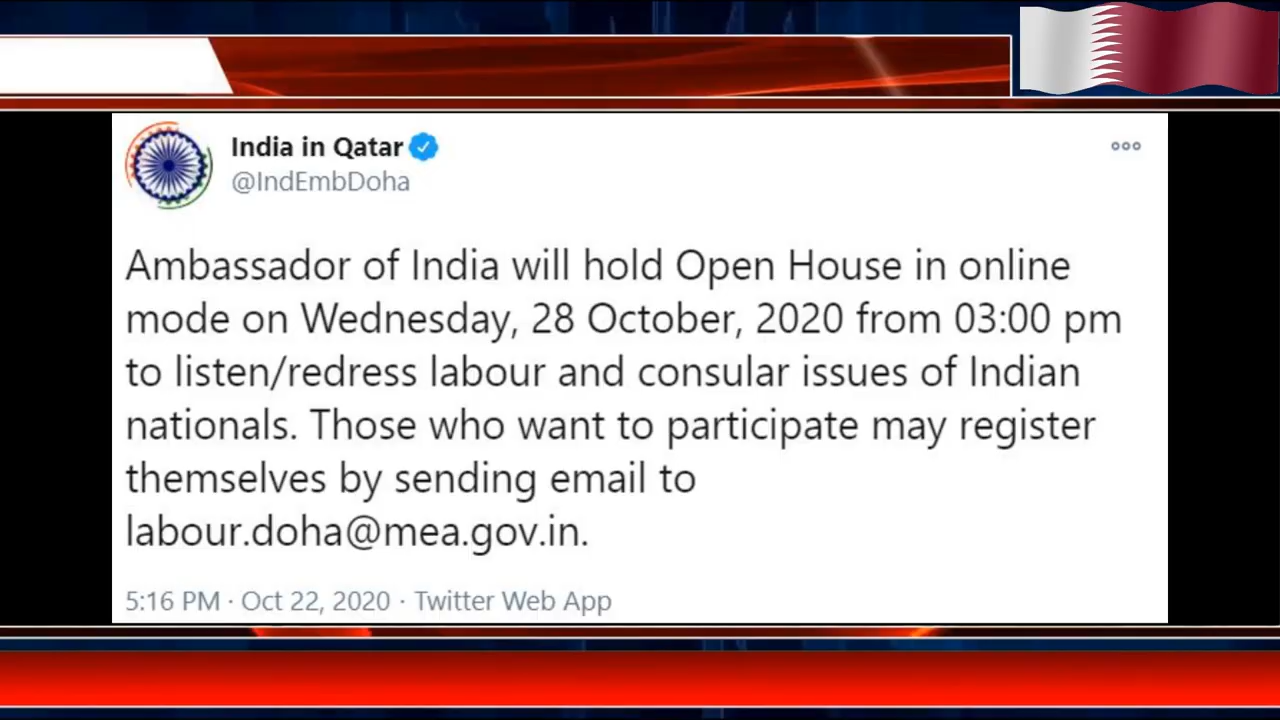 India in Qatar
@IndEmbDoha
Ambassador of India will hold Open House in online
mode on Wednesday, 28 October, 2020 from 03:00 pm
to listen/redress labour and consular issues of Indian
nationals. Those who want to participate may register
themselves by sending email to
labour.doha@mea.gov.in.
5:16 PM · Oct 22, 2020 · Twitter Web App